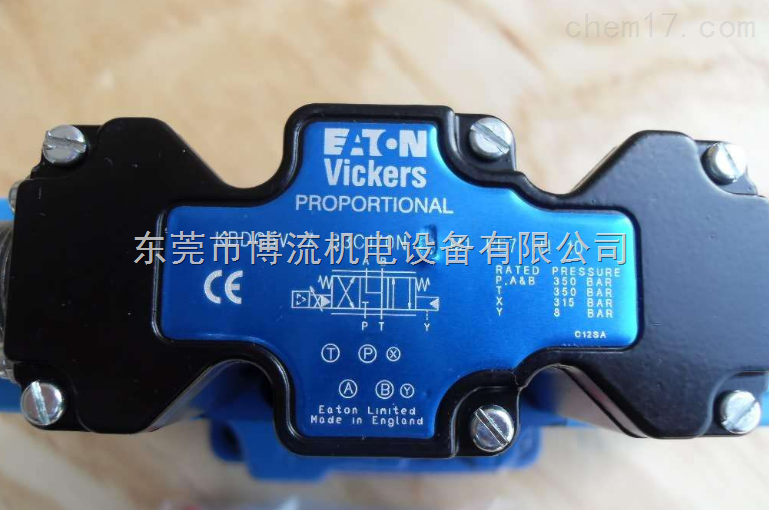 chem17.com
EATON
Vickers
PROPORTIONAL
东莞市博流机电设备有限公司
RATED PRESSURE
P,A&B 350 BAR
T 350 BAR
X 315 BAR
Y 8 BAR
C12SA
CE
A B
P T Y
T P X
A B Y
Eaton Limited
Made in England